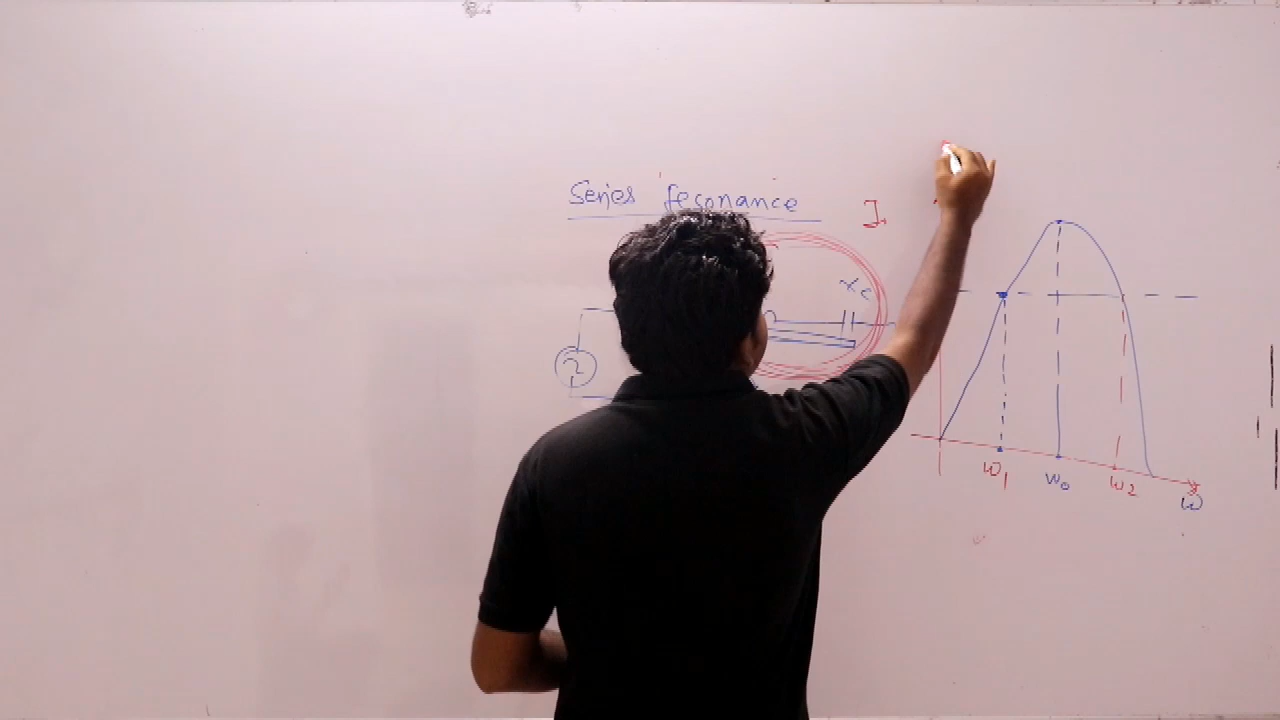 Series resonance
I
Xc
ω1
ω0
ω2
ω